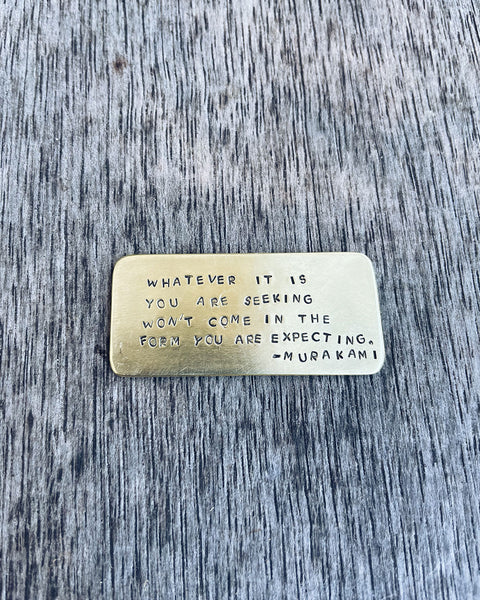 WHATEVER IT IS
YOU ARE SEEKING
WON'T COME IN THE
FORM YOU ARE EXPECTING.
-MURAKAMI